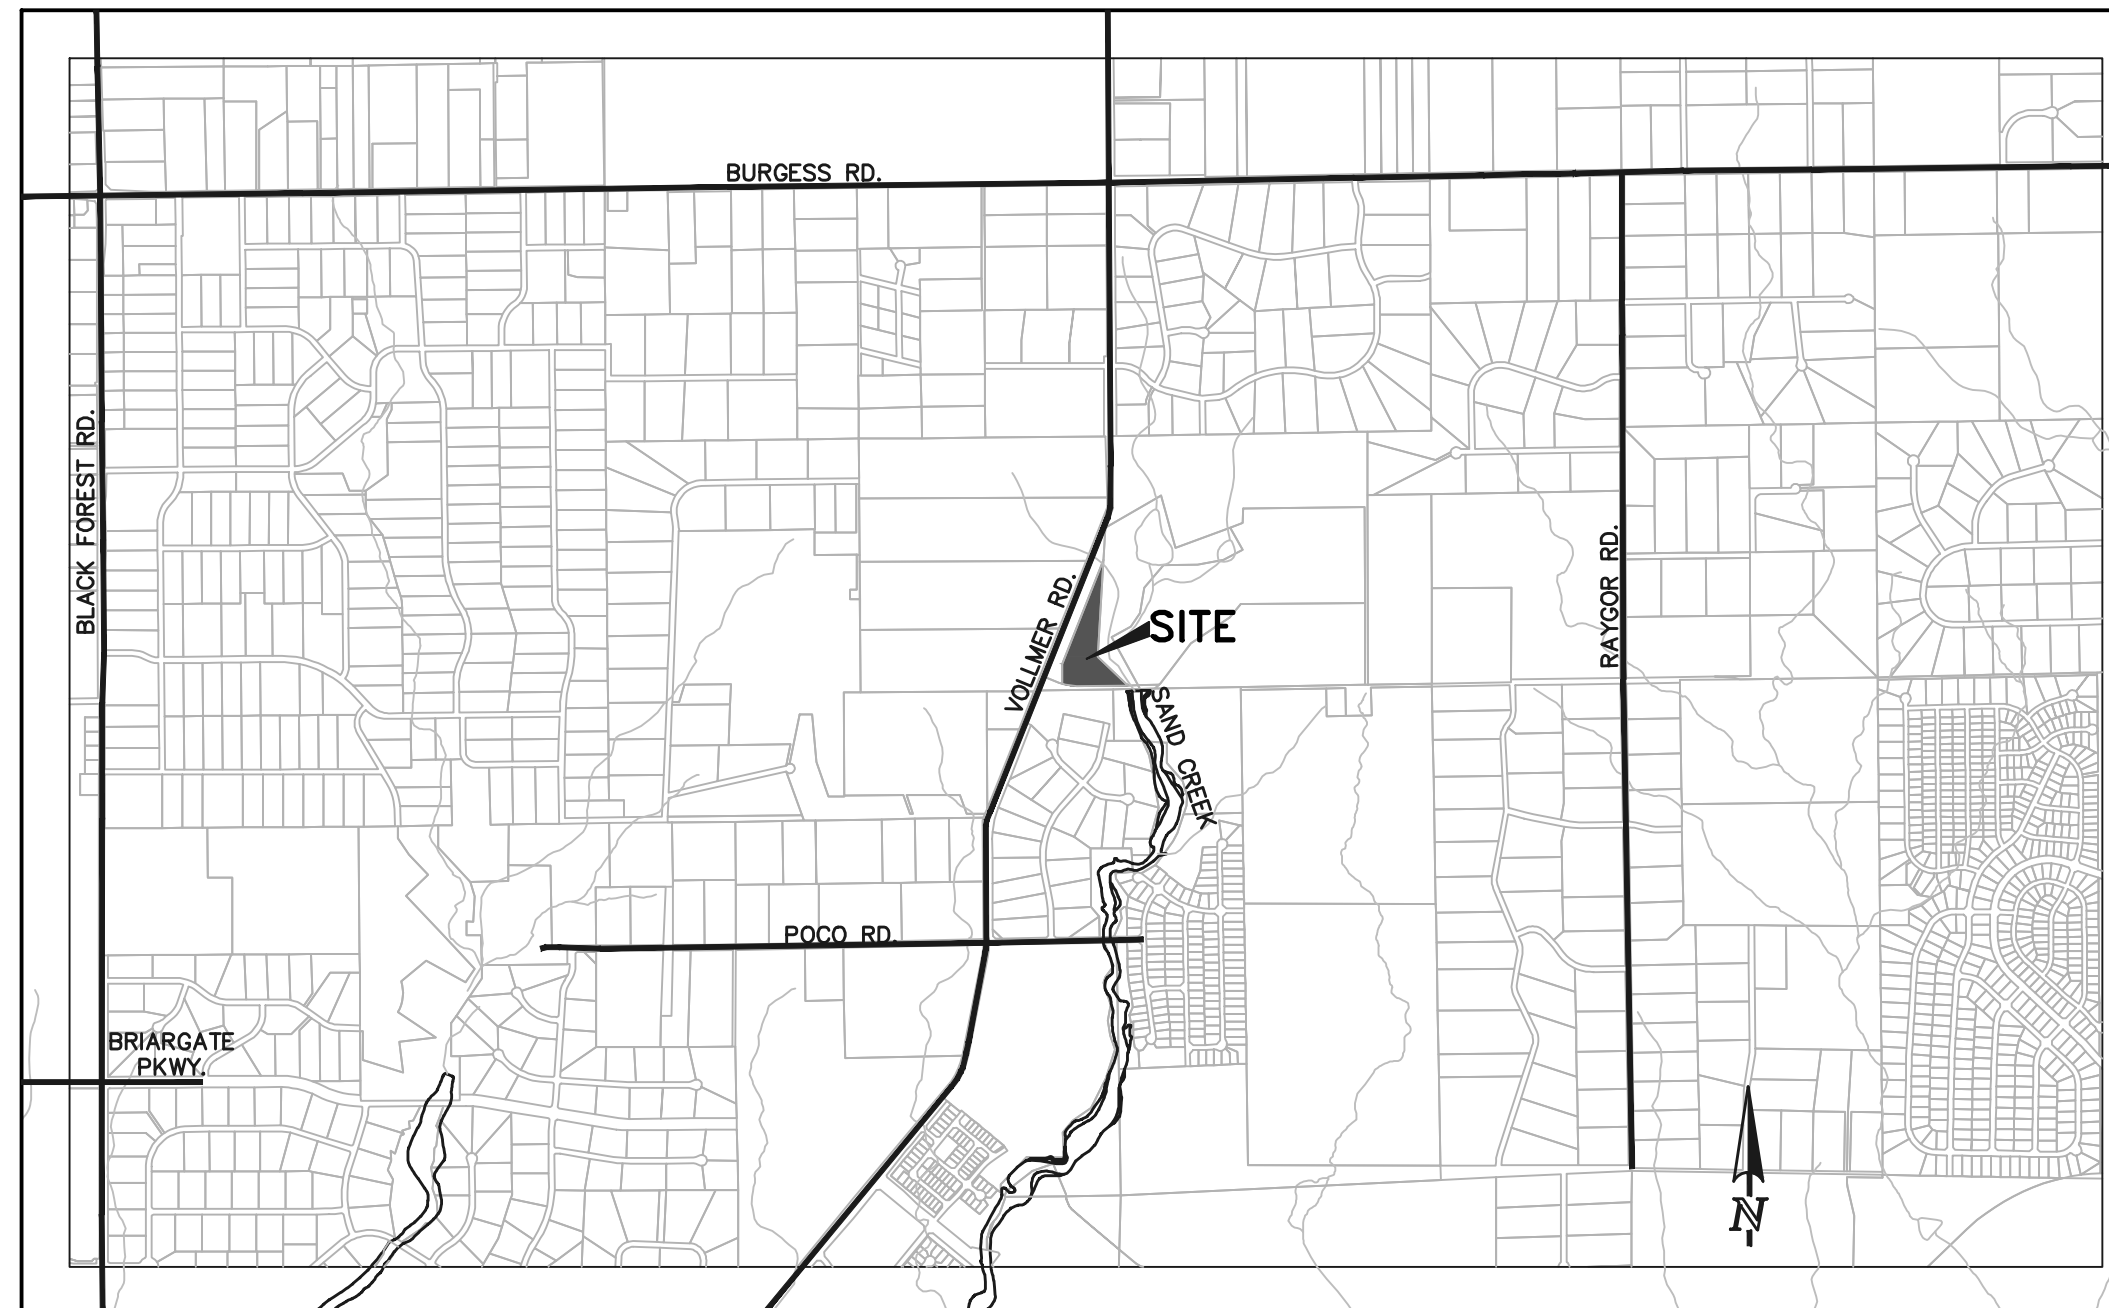 BURGESS RD.
BLACK FOREST RD.
VOLLMER RD.
SITE
RAYGOR RD.
SAND CREEK
POCO RD.
BRIARGATE
PKWY.
N